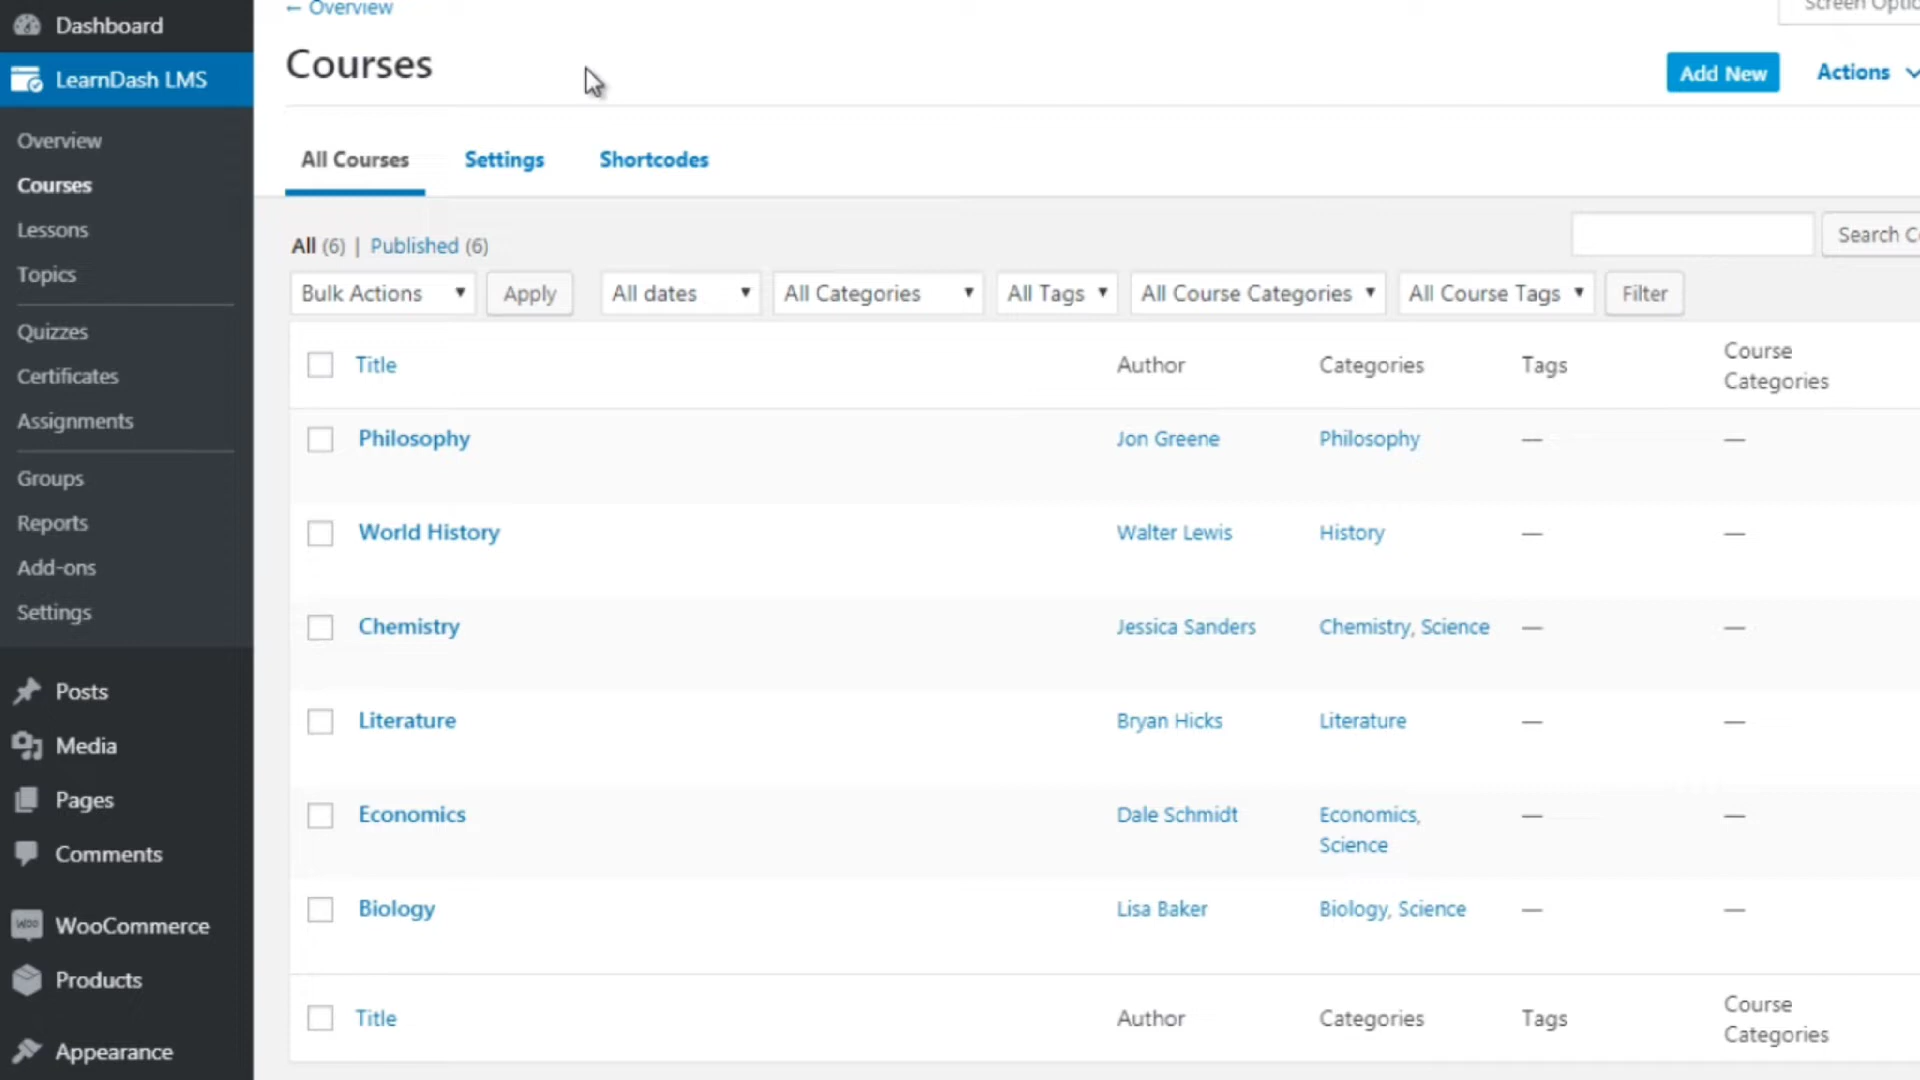 Dashboard
LearnDash LMS
Overview
Courses
Lessons
Topics
Quizzes
Certificates
Assignments
Groups
Reports
Add-ons
Settings
Posts
Media
Pages
Comments
WooCommerce
Products
Appearance
← Overview
Screen
Courses
Add New
Actions
All Courses Settings Shortcodes
All (6) | Published (6)
Search
Bulk Actions Apply All dates All Categories All Tags All Course Categories All Course Tags Filter
Title Author Categories Tags Course Categories
Philosophy Jon Greene Philosophy — —
World History Walter Lewis History — —
Chemistry Jessica Sanders Chemistry, Science — —
Literature Bryan Hicks Literature — —
Economics Dale Schmidt Economics, Science — —
Biology Lisa Baker Biology, Science — —
Title Author Categories Tags Course Categories